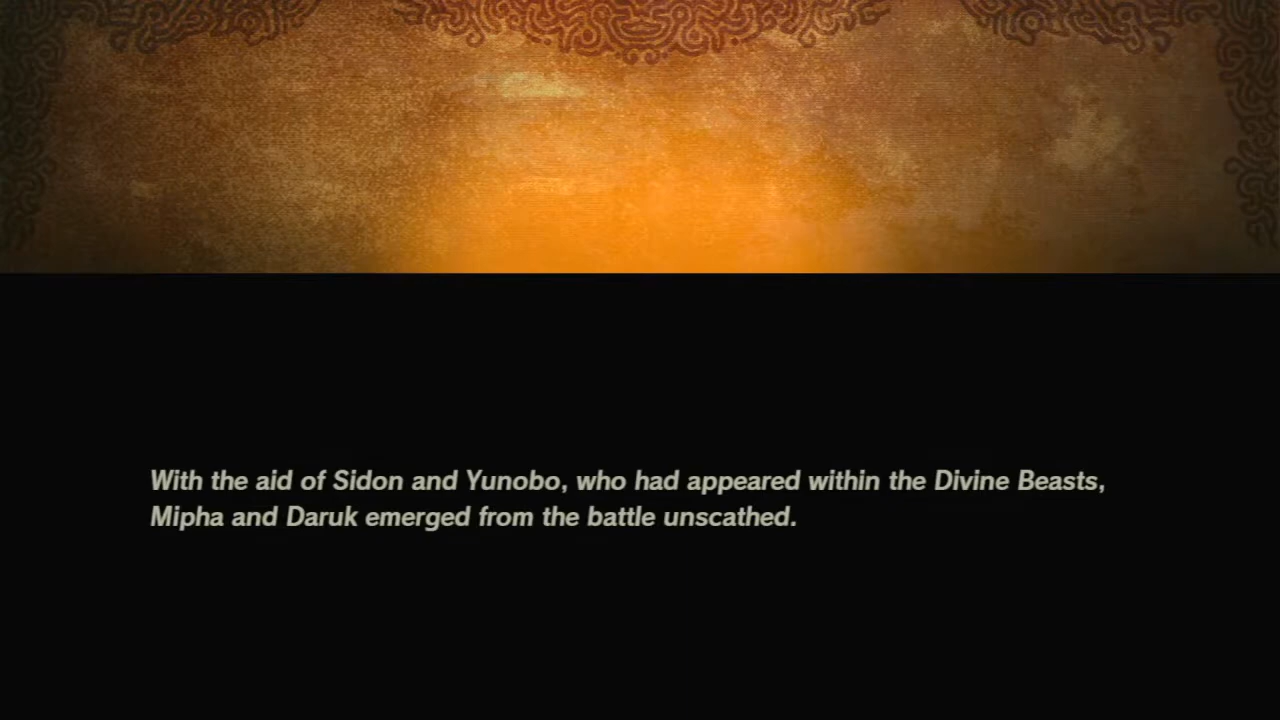 With the aid of Sidon and Yunobo, who had appeared within the Divine Beasts,
Mipha and Daruk emerged from the battle unscathed.